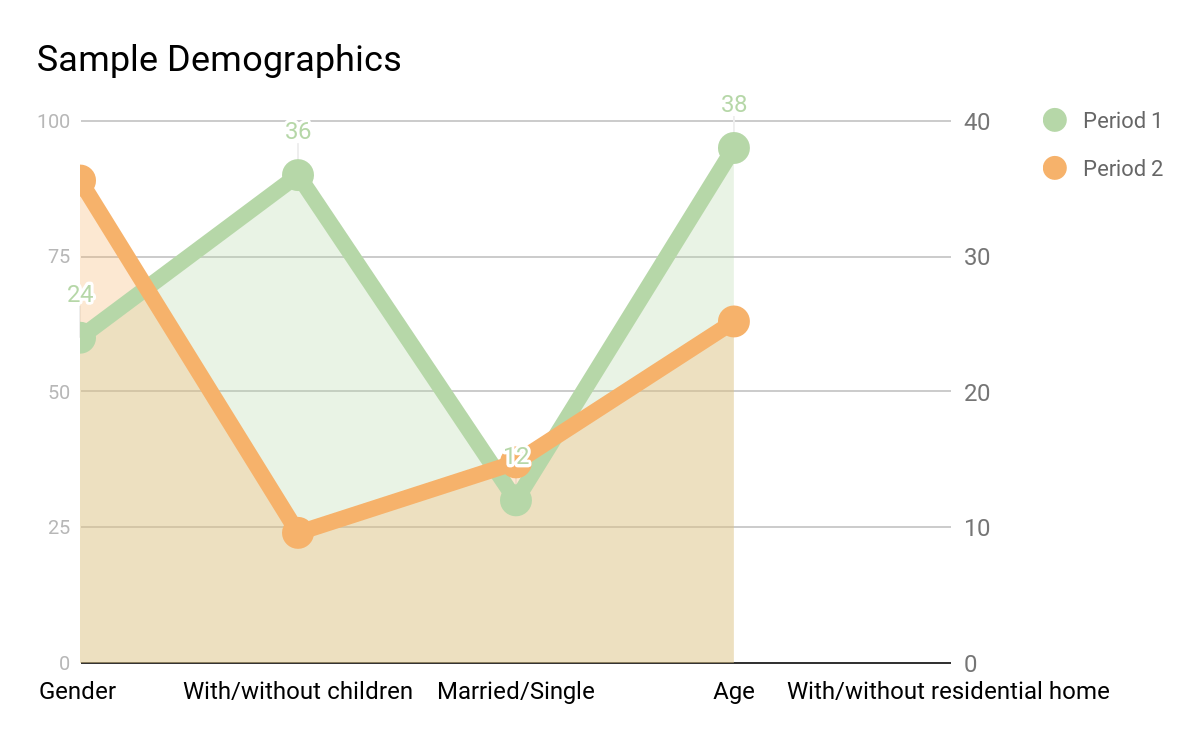 Sample Demographics
38
100
40
Period 1
36
Period 2
75
30
24
50
20
12
25
10
0
0
Gender
With/without children
Married/Single
Age
With/without residential home